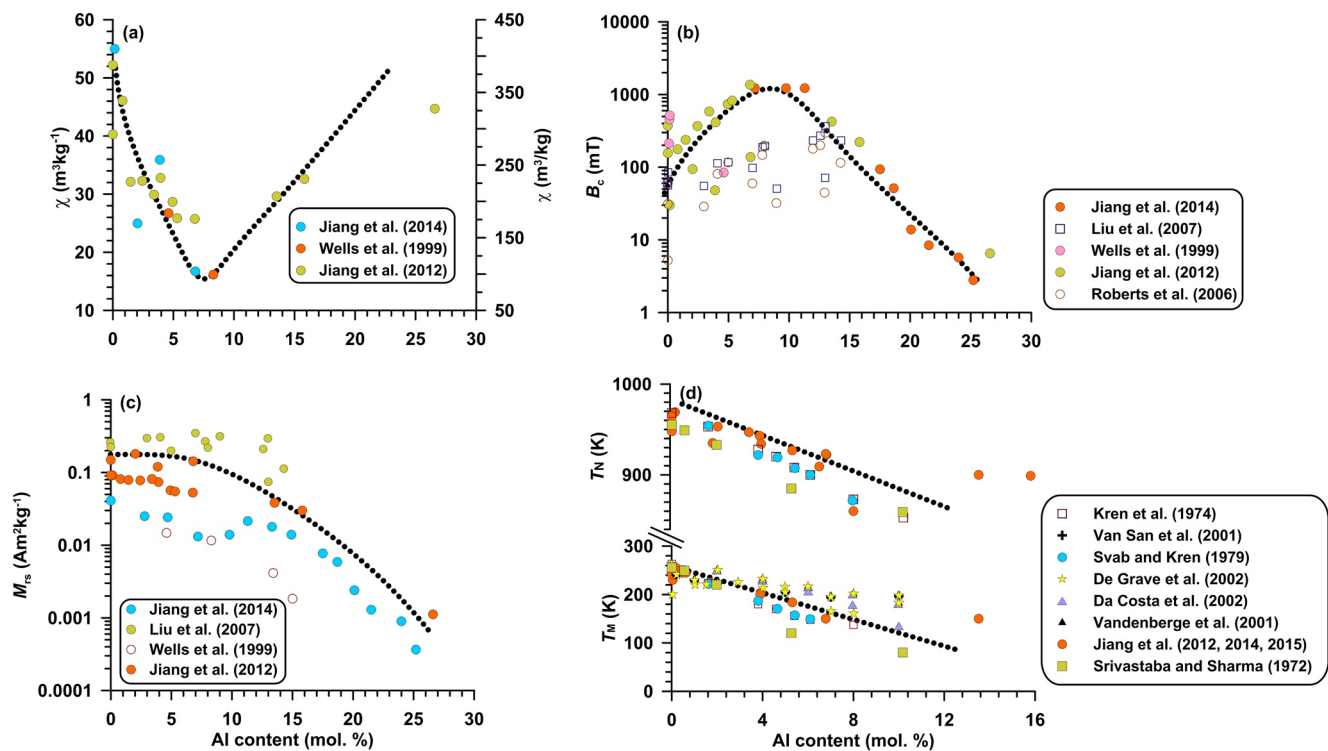 (a)
60
50
40
30
20
10
χ (m³kg⁻¹)
450
350
250
150
50
χ (m³/kg)
0 5 10 15 20 25 30
Jiang et al. (2014)
Wells et al. (1999)
Jiang et al. (2012)
(b)
10000
1000
100
10
1
Bc (mT)
0 5 10 15 20 25 30
Jiang et al. (2014)
Liu et al. (2007)
Wells et al. (1999)
Jiang et al. (2012)
Roberts et al. (2006)
(c)
1
0.1
0.01
0.001
0.0001
Mrs (Am²kg⁻¹)
0 5 10 15 20 25 30
Al content (mol. %)
Jiang et al. (2014)
Liu et al. (2007)
Wells et al. (1999)
Jiang et al. (2012)
(d)
1000
900
TN (K)
300
200
100
0
TM (K)
0 4 8 12 16
Al content (mol. %)
Kren et al. (1974)
Van San et al. (2001)
Svab and Kren (1979)
De Grave et al. (2002)
Da Costa et al. (2002)
Vandenberge et al. (2001)
Jiang et al. (2012, 2014, 2015)
Srivastaba and Sharma (1972)